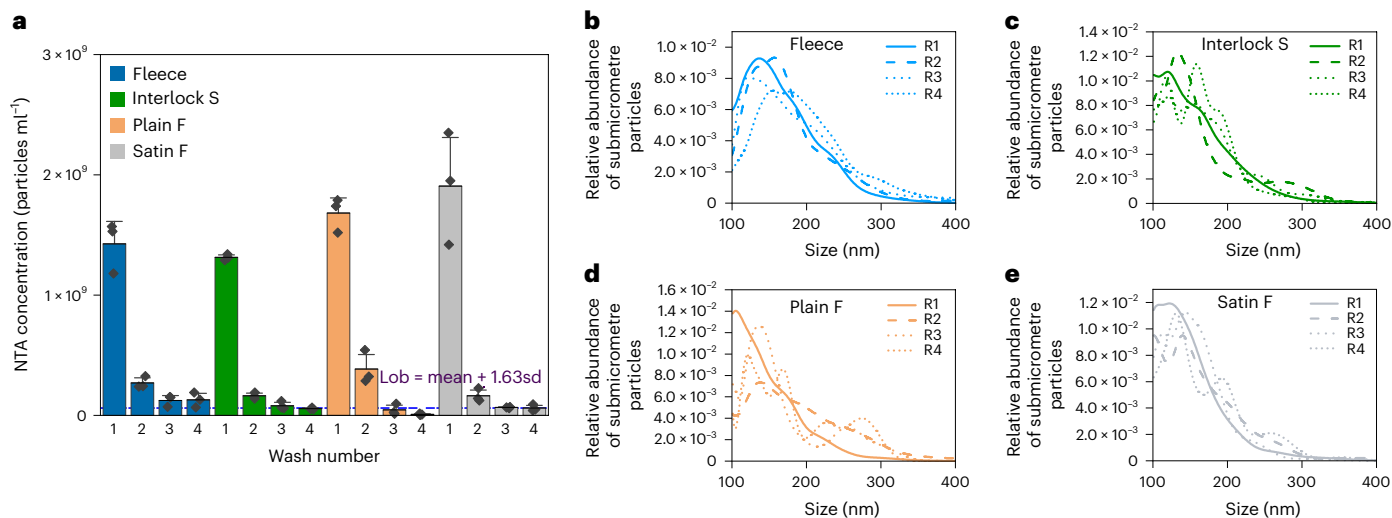 a
NTA concentration (particles ml⁻¹)
3 × 10⁹
2 × 10⁹
1 × 10⁹
0
Fleece
Interlock S
Plain F
Satin F
Lob = mean + 1.63sd
1 2 3 4 1 2 3 4 1 2 3 4 1 2 3 4
Wash number
b
Relative abundance
of submicrometre
particles
1.0 × 10⁻²
8.0 × 10⁻³
6.0 × 10⁻³
4.0 × 10⁻³
2.0 × 10⁻³
0
Fleece
R1
R2
R3
R4
100 200 300 400
Size (nm)
c
Relative abundance
of submicrometre
particles
1.4 × 10⁻²
1.2 × 10⁻²
1.0 × 10⁻²
8.0 × 10⁻³
6.0 × 10⁻³
4.0 × 10⁻³
2.0 × 10⁻³
0
Interlock S
R1
R2
R3
R4
100 200 300 400
Size (nm)
d
Relative abundance
of submicrometre
particles
1.6 × 10⁻²
1.4 × 10⁻²
1.2 × 10⁻²
1.0 × 10⁻²
8.0 × 10⁻³
6.0 × 10⁻³
4.0 × 10⁻³
2.0 × 10⁻³
0
Plain F
R1
R2
R3
R4
100 200 300 400
Size (nm)
e
Relative abundance
of submicrometre
particles
1.2 × 10⁻²
1.0 × 10⁻²
8.0 × 10⁻³
6.0 × 10⁻³
4.0 × 10⁻³
2.0 × 10⁻³
0
Satin F
R1
R2
R3
R4
100 200 300 400
Size (nm)